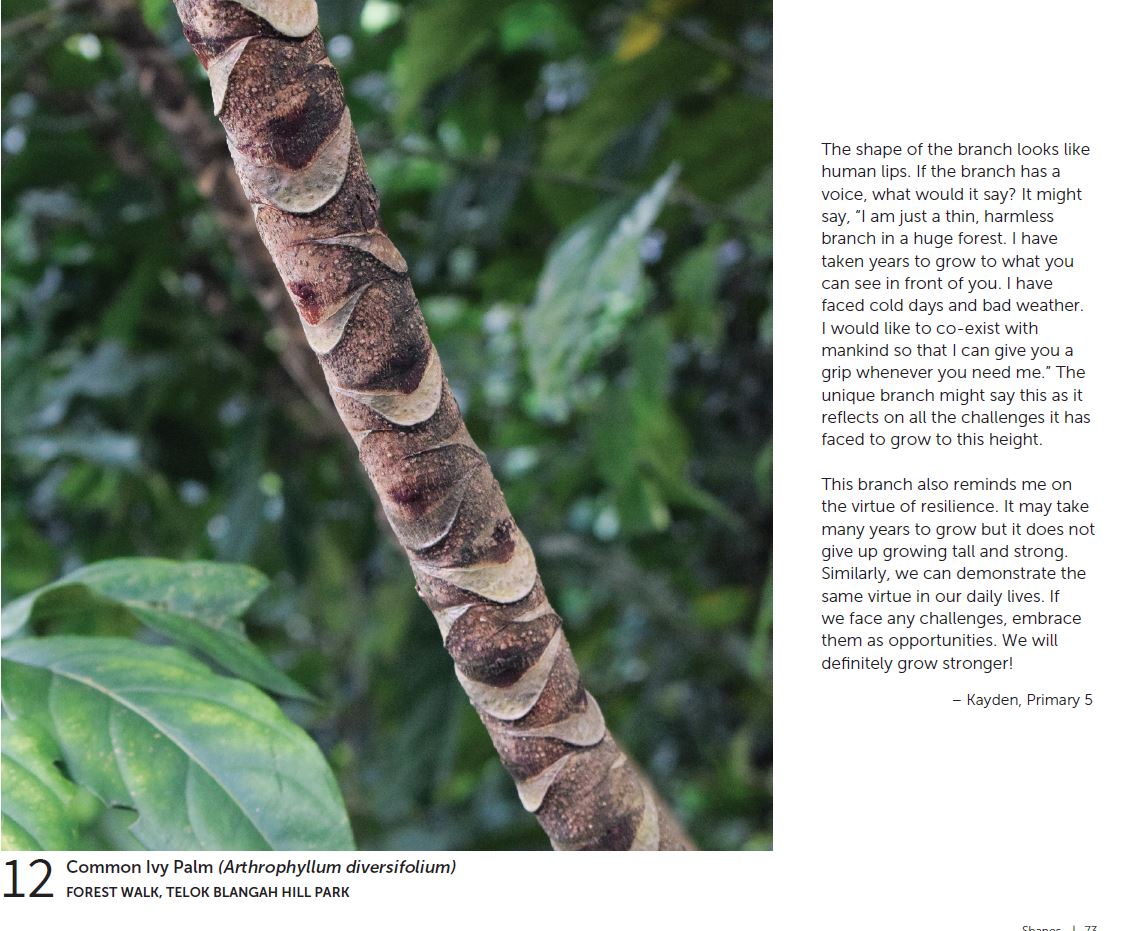 The shape of the branch looks like
human lips. If the branch has a
voice, what would it say? It might
say, “I am just a thin, harmless
branch in a huge forest. I have
taken years to grow to what you
can see in front of you. I have
faced cold days and bad weather.
I would like to co-exist with
mankind so that I can give you a
grip whenever you need me.” The
unique branch might say this as it
reflects on all the challenges it has
faced to grow to this height.
This branch also reminds me on
the virtue of resilience. It may take
many years to grow but it does not
give up growing tall and strong.
Similarly, we can demonstrate the
same virtue in our daily lives. If
we face any challenges, embrace
them as opportunities. We will
definitely grow stronger!
– Kayden, Primary 5
12 Common Ivy Palm (Arthrophyllum diversifolium)
FOREST WALK, TELOK BLANGAH HILL PARK
Shapes | 73